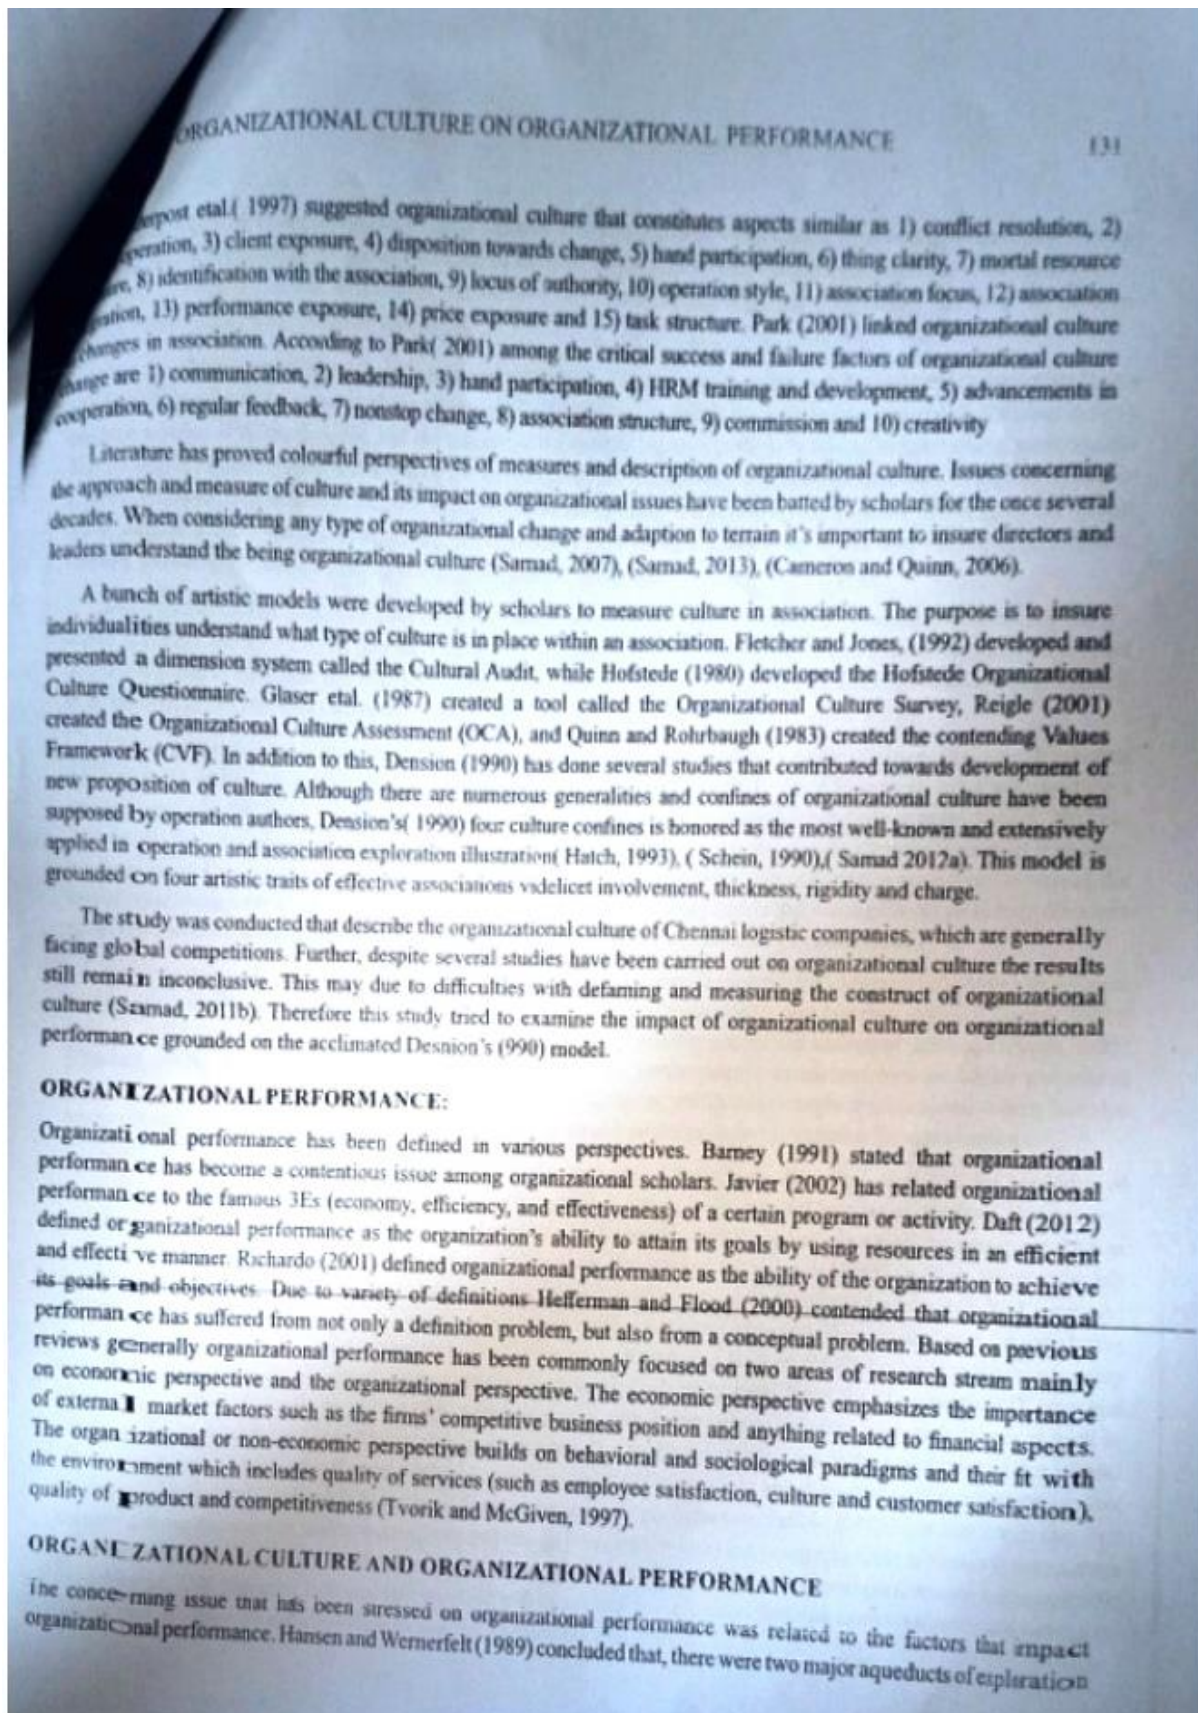 ORGANIZATIONAL CULTURE ON ORGANIZATIONAL PERFORMANCE 131
etal.( 1997) suggested organizational culture that constitutes aspects similar as 1) conflict resolution, 2)
3) client exposure, 4) disposition towards change, 5) hand participation, 6) thing clarity, 7) mortal resource
8) identification with the association, 9) locus of authority, 10) operation style, 11) association focus, 12) association
13) performance exposure, 14) price exposure and 15) task structure. Park (2001) linked organizational culture
changes in association. According to Park( 2001) among the critical success and failure factors of organizational culture
change are 1) communication, 2) leadership, 3) hand participation, 4) HRM training and development, 5) advancements in
cooperation, 6) regular feedback, 7) nonstop change, 8) association structure, 9) commission and 10) creativity
Literature has proved colourful perspectives of measures and description of organizational culture. Issues concerning
the approach and measure of culture and its impact on organizational issues have been batted by scholars for the once several
decades. When considering any type of organizational change and adaption to terrain it's important to insure directors and
leaders understand the being organizational culture (Samad, 2007), (Samad, 2013), (Cameron and Quinn, 2006).
A bunch of artistic models were developed by scholars to measure culture in association. The purpose is to insure
individualities understand what type of culture is in place within an association. Fletcher and Jones, (1992) developed and
presented a dimension system called the Cultural Audit, while Hofstede (1980) developed the Hofstede Organizational
Culture Questionnaire. Glaser etal. (1987) created a tool called the Organizational Culture Survey, Reigle (2001)
created the Organizational Culture Assessment (OCA), and Quinn and Rohrbaugh (1983) created the contending Values
Framework (CVF). In addition to this, Dension (1990) has done several studies that contributed towards development of
new proposition of culture. Although there are numerous generalities and confines of organizational culture have been
supposed by operation authors, Dension's( 1990) four culture confines is honored as the most well-known and extensively
applied in operation and association exploration illustration( Hatch, 1993), ( Schein, 1990),( Samad 2012a). This model is
grounded on four artistic traits of effective associations videlicet involvement, thickness, rigidity and charge.
The study was conducted that describe the organizational culture of Chennai logistic companies, which are generally
facing global competitions. Further, despite several studies have been carried out on organizational culture the results
still remain inconclusive. This may due to difficulties with defaming and measuring the construct of organizational
culture (Szamad, 2011b). Therefore this study tried to examine the impact of organizational culture on organizational
performance grounded on the acclimated Desnion's (990) model.
ORGANIZATIONAL PERFORMANCE:
Organizational performance has been defined in various perspectives. Barney (1991) stated that organizational
performance has become a contentious issue among organizational scholars. Javier (2002) has related organizational
performance to the famous 3Es (economy, efficiency, and effectiveness) of a certain program or activity. Daft (2012)
defined organizational performance as the organization's ability to attain its goals by using resources in an efficient
and effective manner. Richardo (2001) defined organizational performance as the ability of the organization to achieve
its goals and objectives. Due to variety of definitions Hefferman and Flood (2000) contended that organizational
performance has suffered from not only a definition problem, but also from a conceptual problem. Based on previous
reviews generally organizational performance has been commonly focused on two areas of research stream mainly
on economic perspective and the organizational perspective. The economic perspective emphasizes the importance
of external market factors such as the firms' competitive business position and anything related to financial aspects.
The organizational or non-economic perspective builds on behavioral and sociological paradigms and their fit with
the environment which includes quality of services (such as employee satisfaction, culture and customer satisfaction),
quality of product and competitiveness (Tvorik and McGiven, 1997).
ORGANIZATIONAL CULTURE AND ORGANIZATIONAL PERFORMANCE
The concerning issue that has been stressed on organizational performance was related to the factors that impact
organizational performance. Hansen and Wernerfelt (1989) concluded that, there were two major aqueducts of exploration